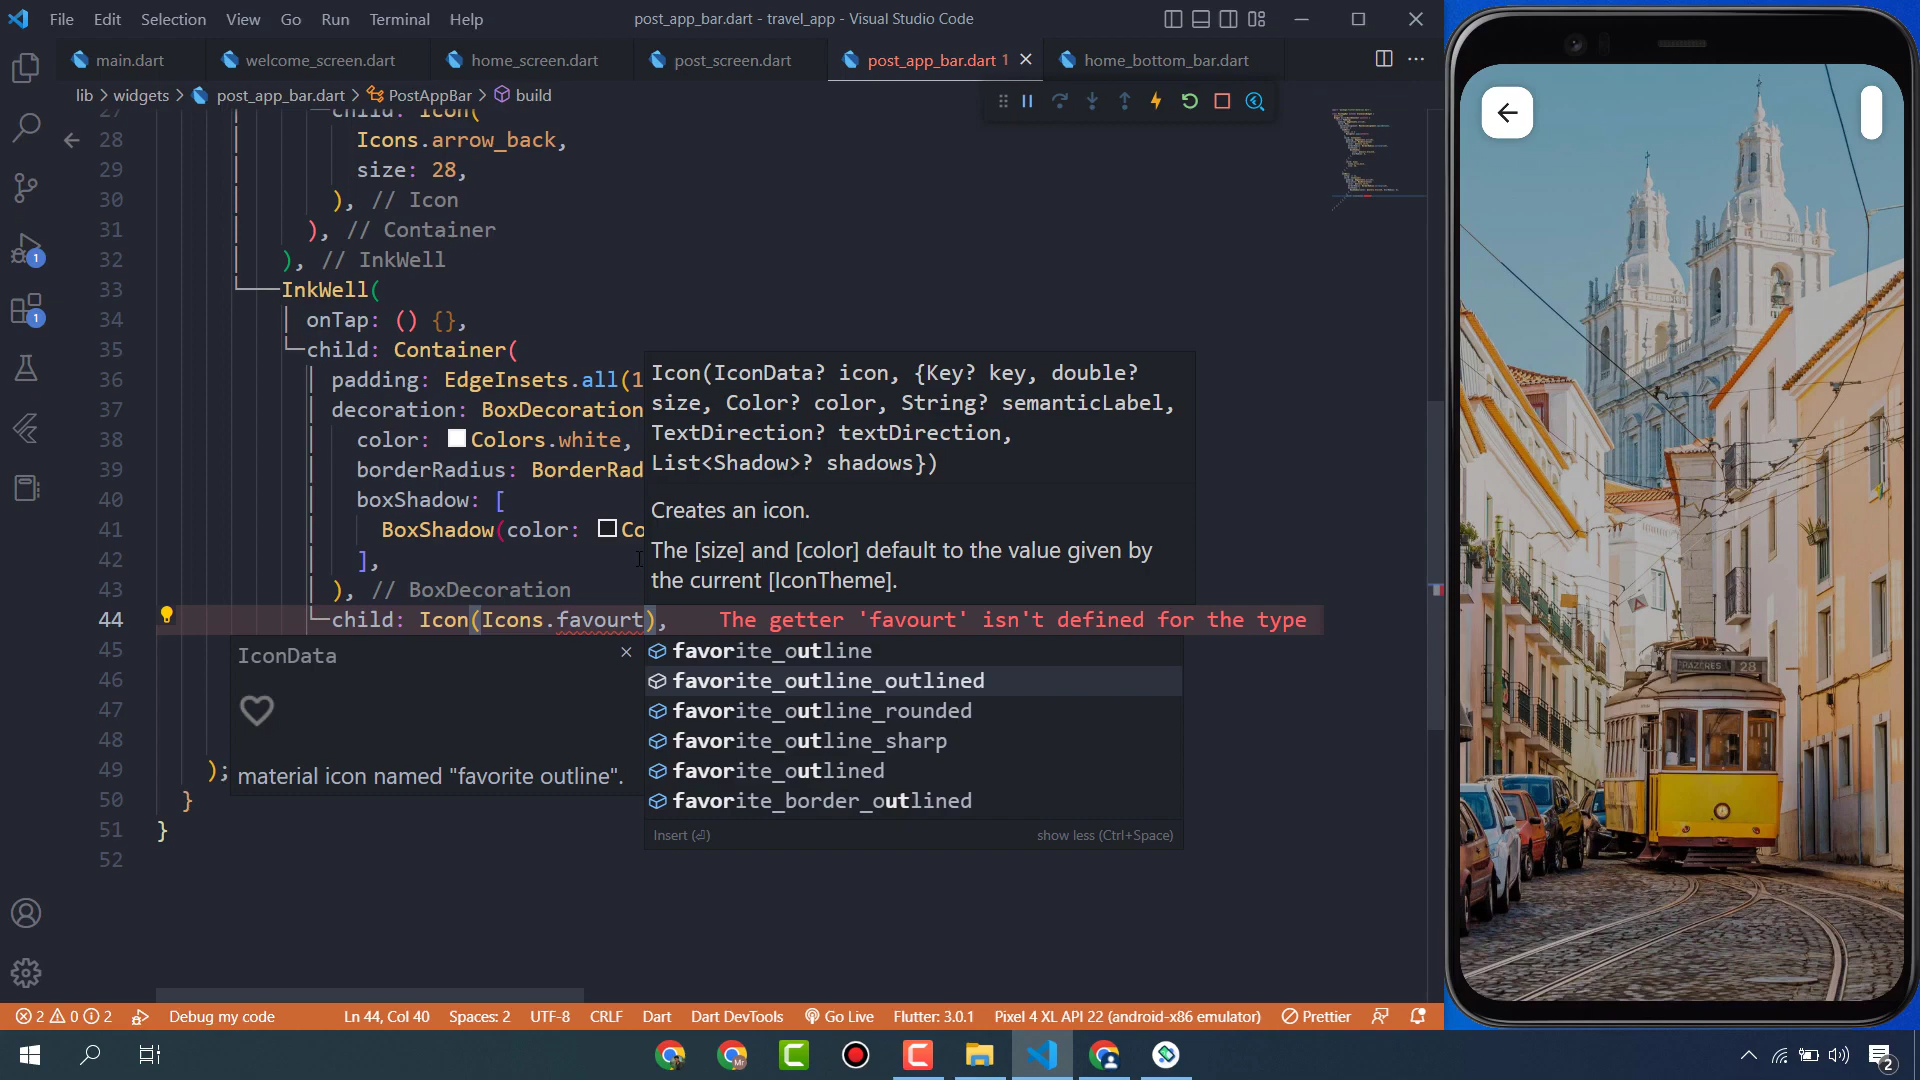 File Edit Selection View Go Run Terminal Help
post_app_bar.dart - travel_app - Visual Studio Code
main.dart welcome_screen.dart home_screen.dart post_screen.dart post_app_bar.dart 1 home_bottom_bar.dart
lib > widgets > post_app_bar.dart > PostAppBar > build
27 child: Icon(
28 Icons.arrow_back,
29 size: 28,
30 ), // Icon
31 ), // Container
32 ), // InkWell
33 InkWell(
34 onTap: () {},
35 child: Container(
36 padding: EdgeInsets.all(1
37 decoration: BoxDecoration
38 color: Colors.white,
39 borderRadius: BorderRad
40 boxShadow: [
41 BoxShadow(color: Co
42 ],
43 ), // BoxDecoration
44 child: Icon(Icons.favourt), The getter 'favourt' isn't defined for the type
45
46
47
48
49 );
50 }
51 }
52
Icon(IconData? icon, {Key? key, double?
size, Color? color, String? semanticLabel,
TextDirection? textDirection,
List<Shadow>? shadows})
Creates an icon.
The [size] and [color] default to the value given by
the current [IconTheme].
IconData
material icon named "favorite outline".
favorite_outline
favorite_outline_outlined
favorite_outline_rounded
favorite_outline_sharp
favorite_outlined
favorite_border_outlined
Insert (⏎) show less (Ctrl+Space)
1
1
PRAZERES 28
2 0 2 Debug my code Ln 44, Col 40 Spaces: 2 UTF-8 CRLF Dart Dart DevTools Go Live Flutter: 3.0.1 Pixel 4 XL API 22 (android-x86 emulator) Prettier
2